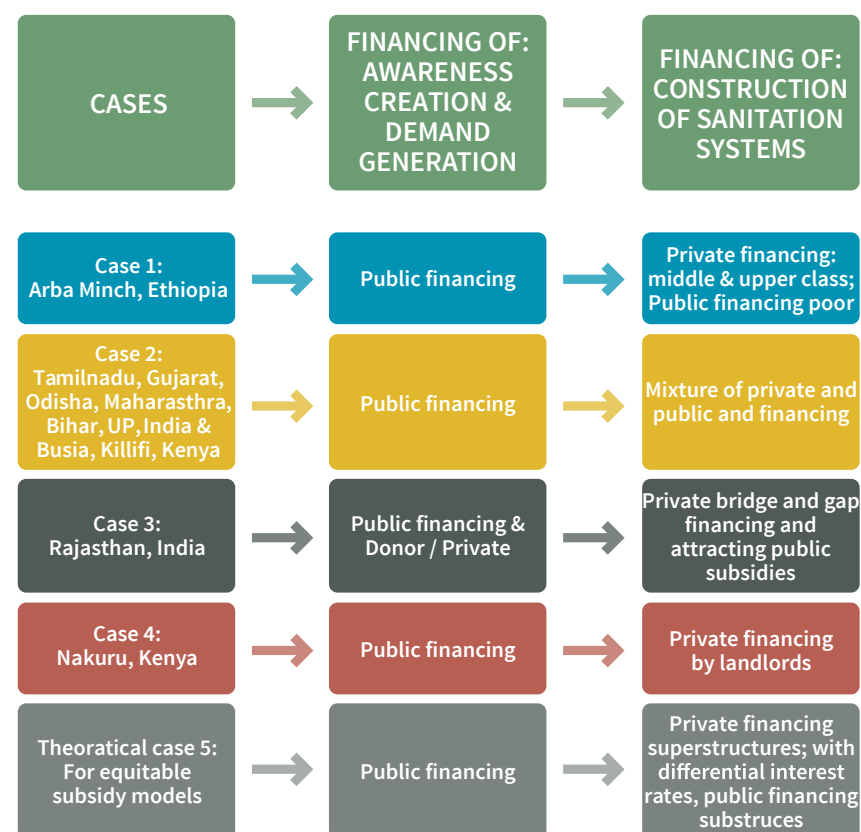 CASES
FINANCING OF:
AWARENESS
CREATION &
DEMAND
GENERATION
FINANCING OF:
CONSTRUCTION
OF SANITATION
SYSTEMS
Case 1:
Arba Minch, Ethiopia
Public financing
Private financing:
middle & upper class;
Public financing poor
Case 2:
Tamilnadu, Gujarat,
Odisha, Maharasthra,
Bihar, UP, India &
Busia, Killifi, Kenya
Public financing
Mixture of private and
public and financing
Case 3:
Rajasthan, India
Public financing &
Donor / Private
Private bridge and gap
financing and
attracting public
subsidies
Case 4:
Nakuru, Kenya
Public financing
Private financing
by landlords
Theoratical case 5:
For equitable
subsidy models
Public financing
Private financing
superstructures; with
differential interest
rates, public financing
substruces